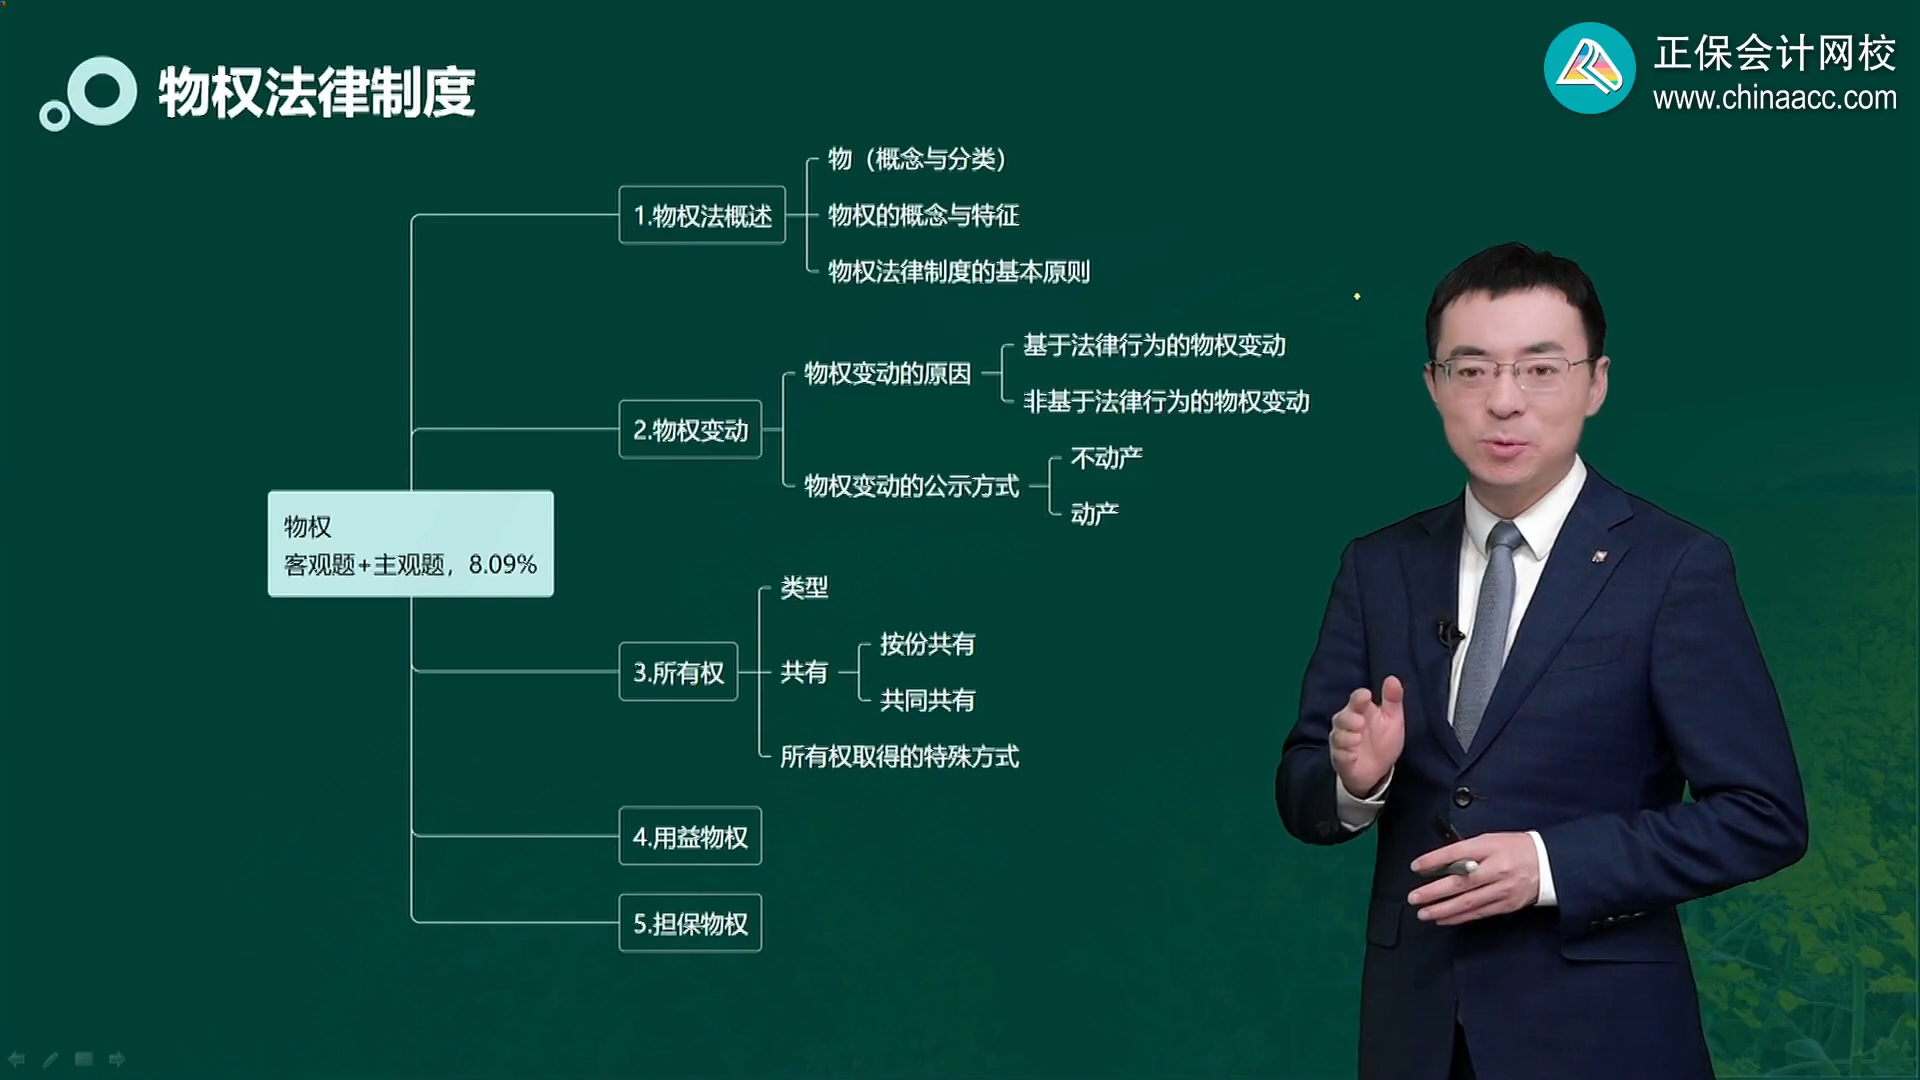 物权法律制度
正保会计网校
www.chinaacc.com
物权
客观题+主观题，8.09%
1.物权法概述
物（概念与分类）
物权的概念与特征
物权法律制度的基本原则
2.物权变动
物权变动的原因
基于法律行为的物权变动
非基于法律行为的物权变动
物权变动的公示方式
不动产
动产
3.所有权
类型
共有
按份共有
共同共有
所有权取得的特殊方式
4.用益物权
5.担保物权